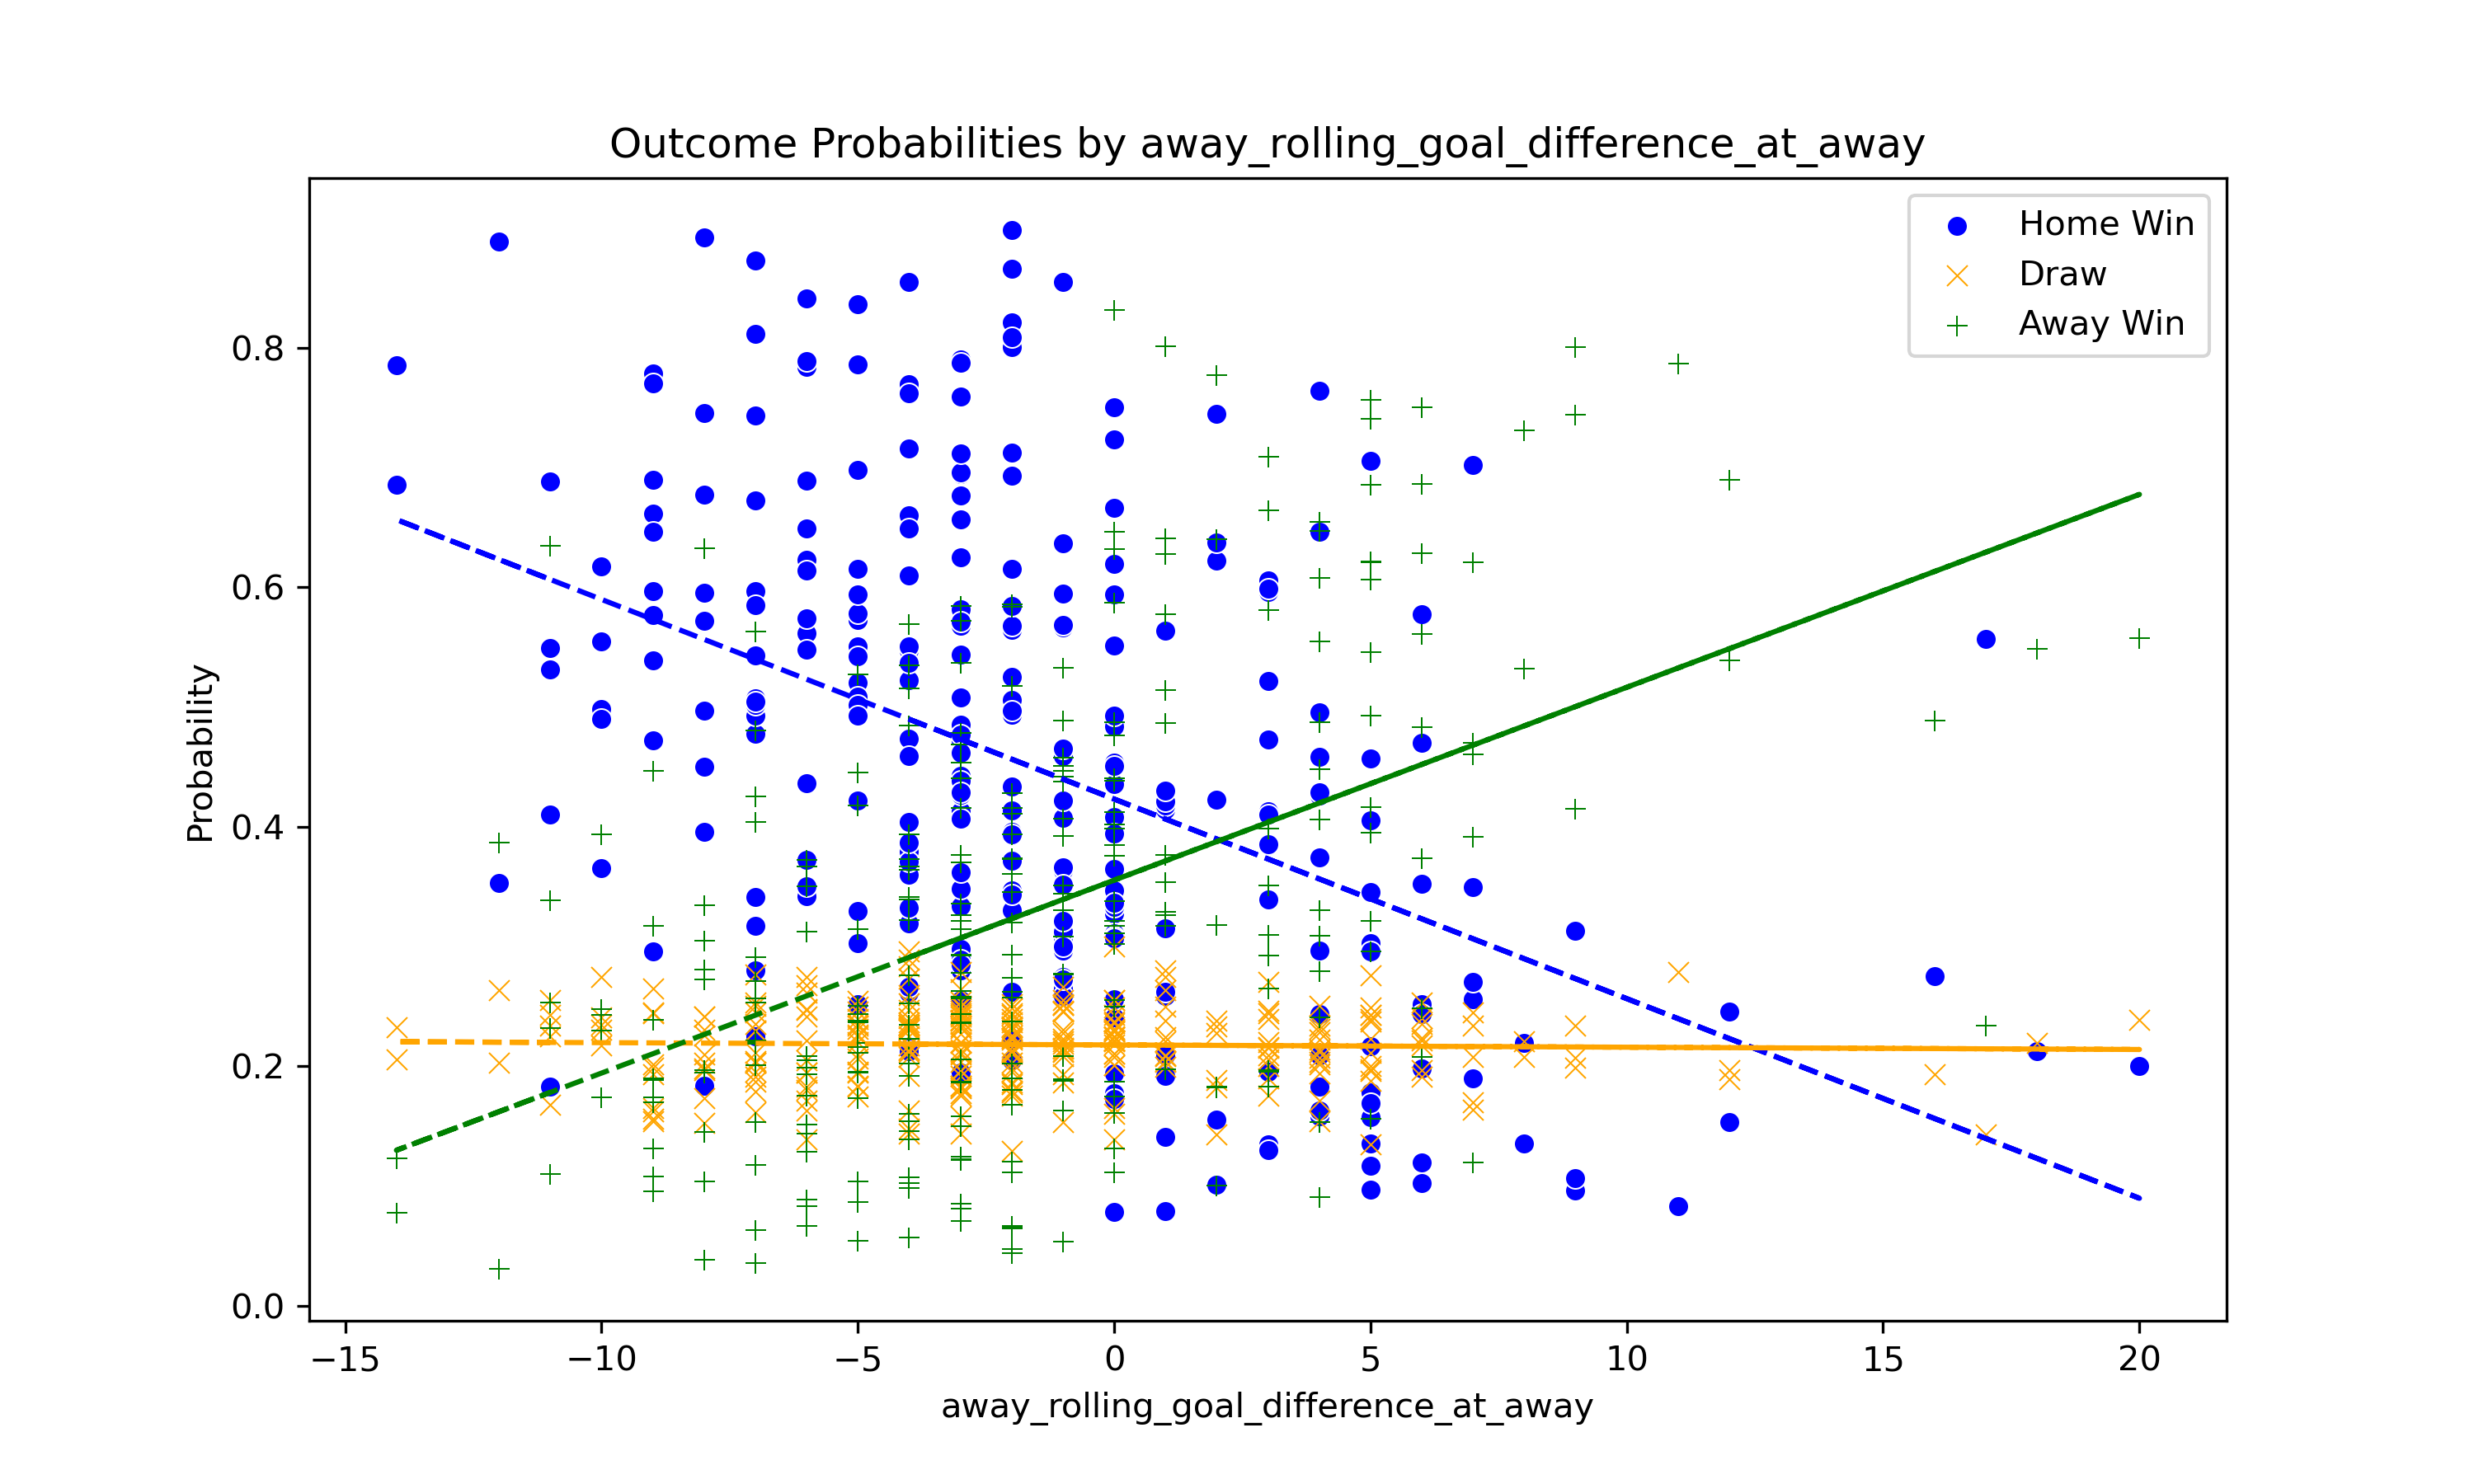 Outcome Probabilities by away_rolling_goal_difference_at_away
Home Win
Draw
Away Win
Probability
0.8
0.6
0.4
0.2
0.0
−15
−10
−5
0
5
10
15
20
away_rolling_goal_difference_at_away